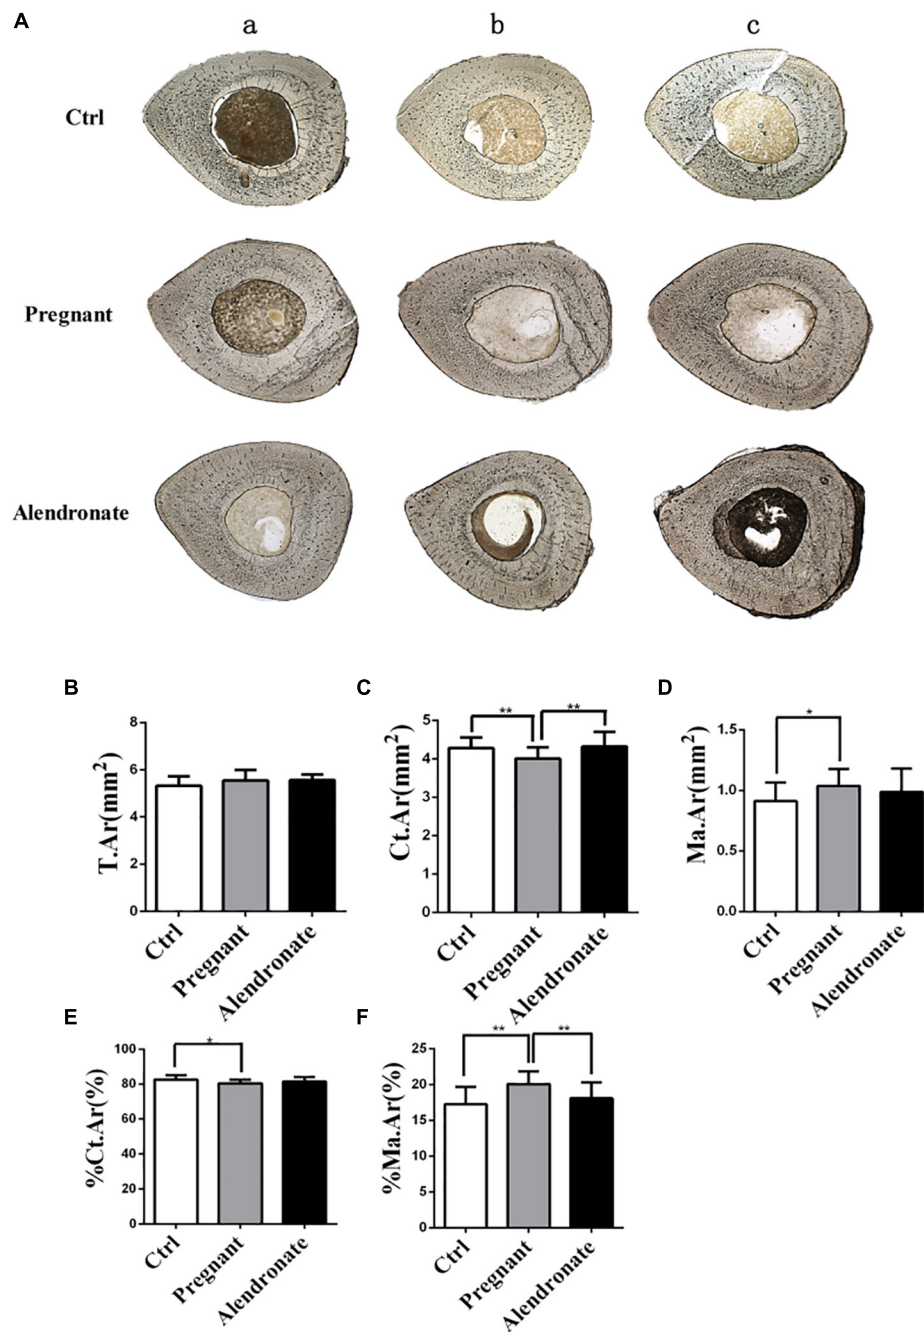 A
a b c
Ctrl
Pregnant
Alendronate
B
T.Ar(mm²)
8
6
4
2
0
Ctrl
Pregnant
Alendronate
C
Ct.Ar(mm²)
5
4
3
2
1
0
** **
Ctrl
Pregnant
Alendronate
D
Ma.Ar(mm²)
1.5
1.0
0.5
0.0
*
Ctrl
Pregnant
Alendronate
E
%Ct.Ar(%)
100
80
60
40
20
0
*
Ctrl
Pregnant
Alendronate
F
%Ma.Ar(%)
25
20
15
10
5
0
** **
Ctrl
Pregnant
Alendronate